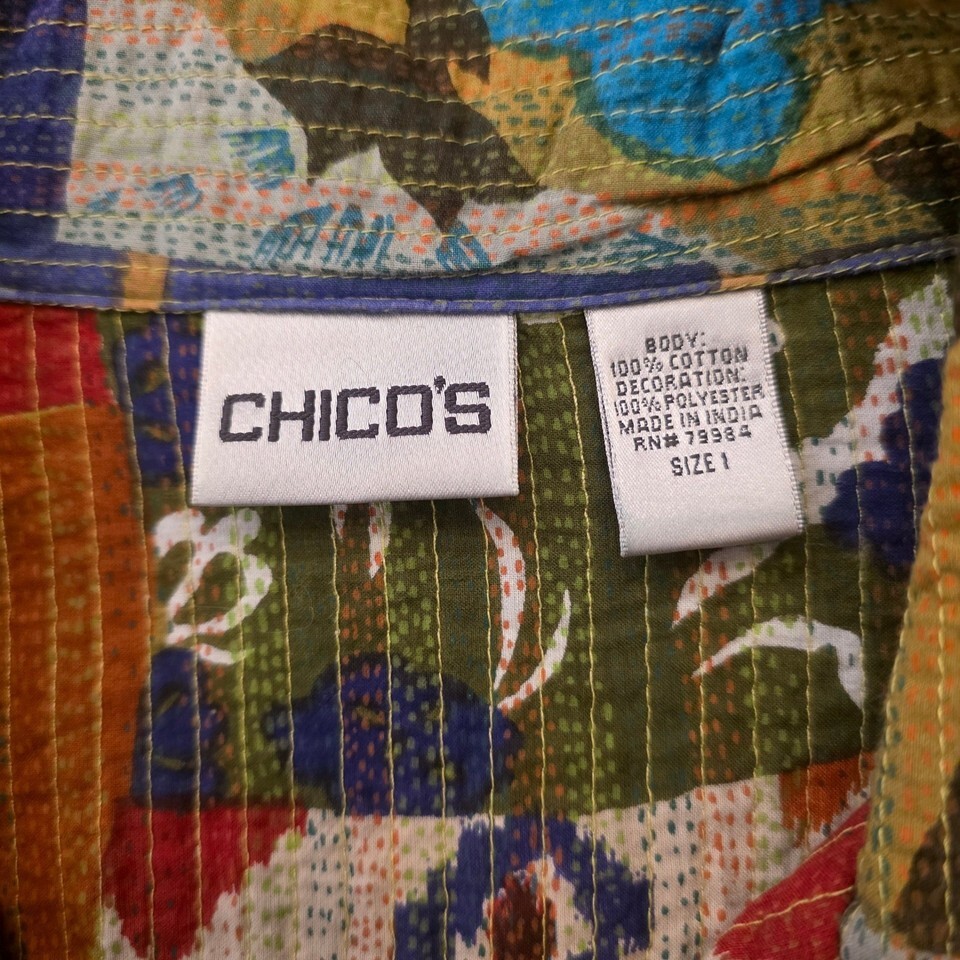 CHICO'S
BODY:
100% COTTON
DECORATION:
100% POLYESTER
MADE IN INDIA
RN# 79984
SIZE 1